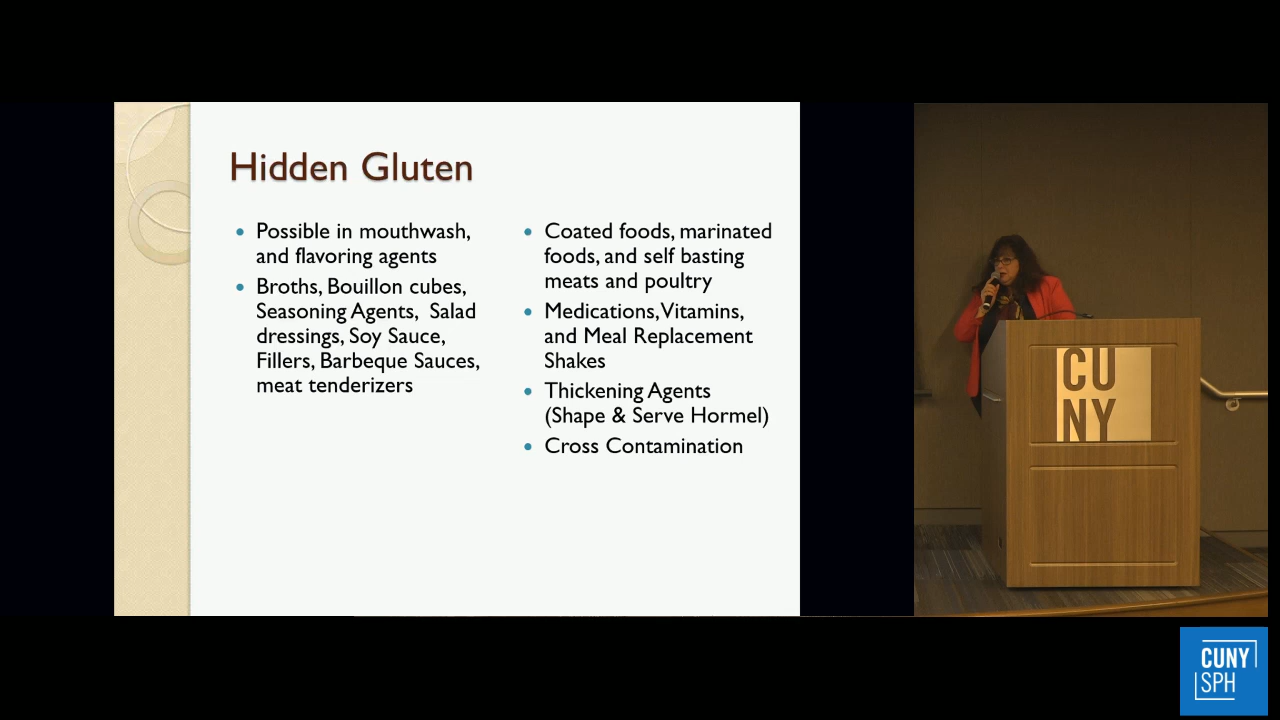 Hidden Gluten
Possible in mouthwash,
and flavoring agents
Broths, Bouillon cubes,
Seasoning Agents, Salad
dressings, Soy Sauce,
Fillers, Barbeque Sauces,
meat tenderizers
Coated foods, marinated
foods, and self basting
meats and poultry
Medications, Vitamins,
and Meal Replacement
Shakes
Thickening Agents
(Shape & Serve Hormel)
Cross Contamination
CU
NY
CUNY
SPH